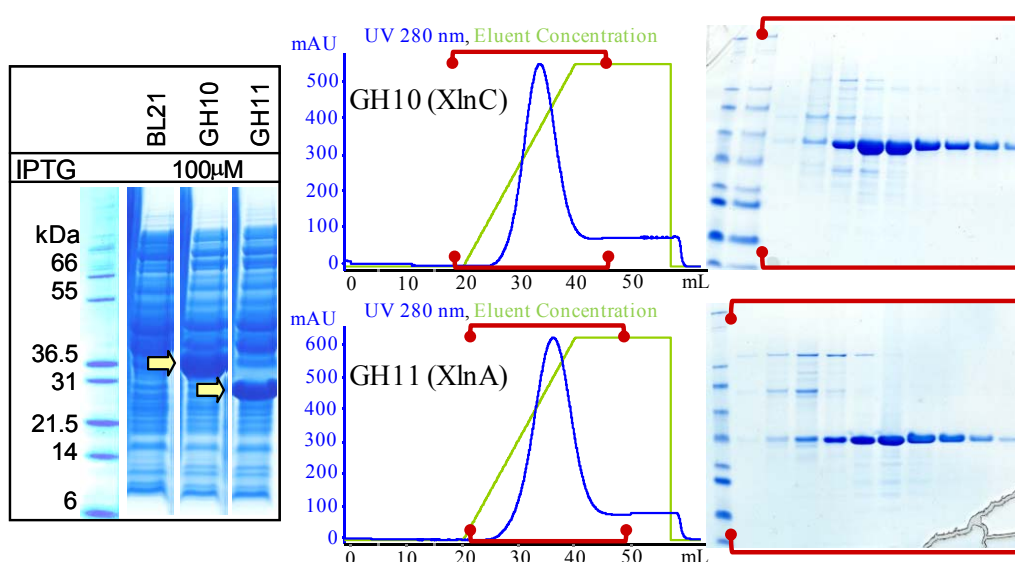 BL21
GH10
GH11
IPTG 100µM
kDa
66
55
36.5
31
21.5
14
6
mAU UV 280 nm, Eluent Concentration
500
400
300
200
100
0
GH10 (XlnC)
0 10 20 30 40 50 mL
mAU UV 280 nm, Eluent Concentration
600
500
400
300
200
100
0
GH11 (XlnA)
0 10 20 30 40 50 mL